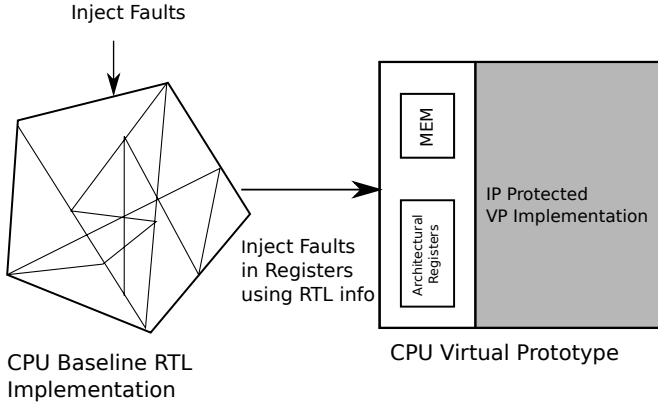 Inject Faults
MEM
IP Protected
VP Implementation
Architectural
Registers
Inject Faults
in Registers
using RTL info
CPU Baseline RTL
Implementation
CPU Virtual Prototype